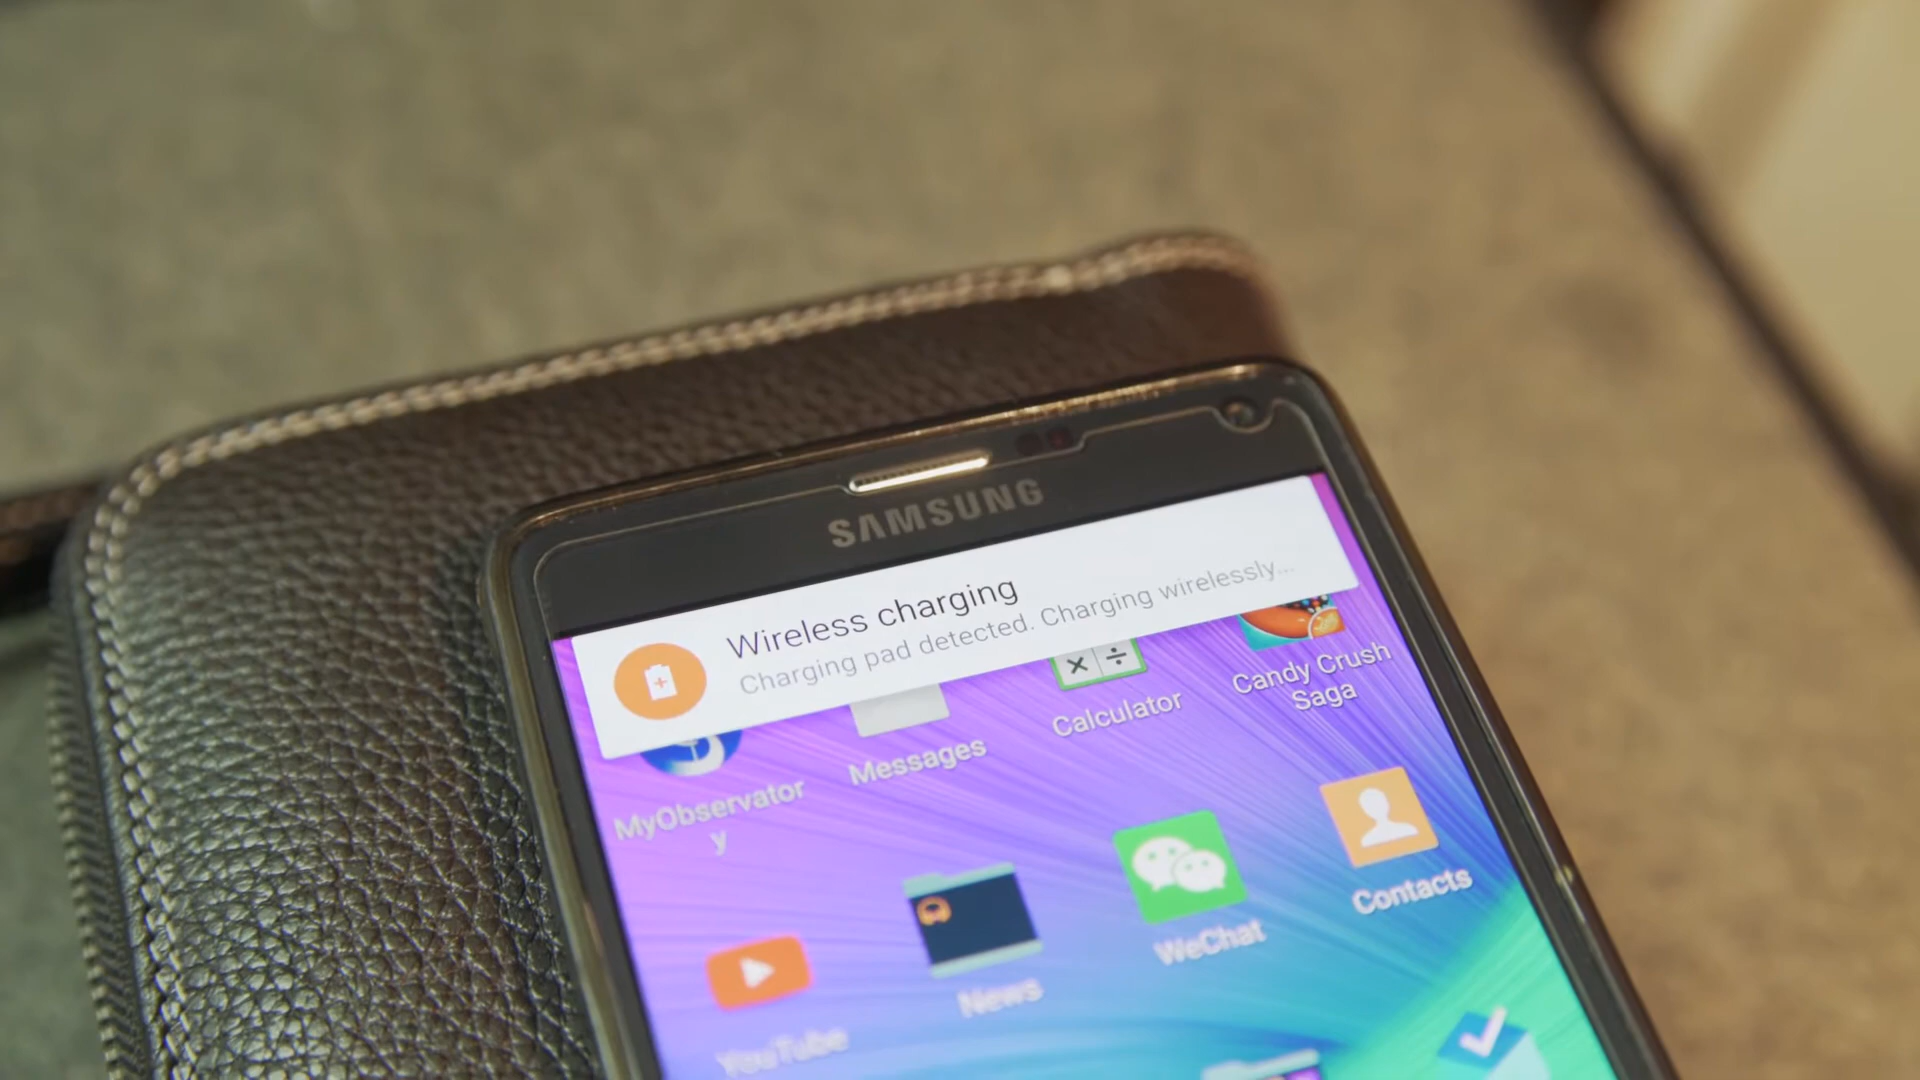 SAMSUNG
Wireless charging
Charging pad detected. Charging wirelessly...
MyObservator
y
Messages
Calculator
Candy Crush
Saga
YouTube
News
WeChat
Contacts